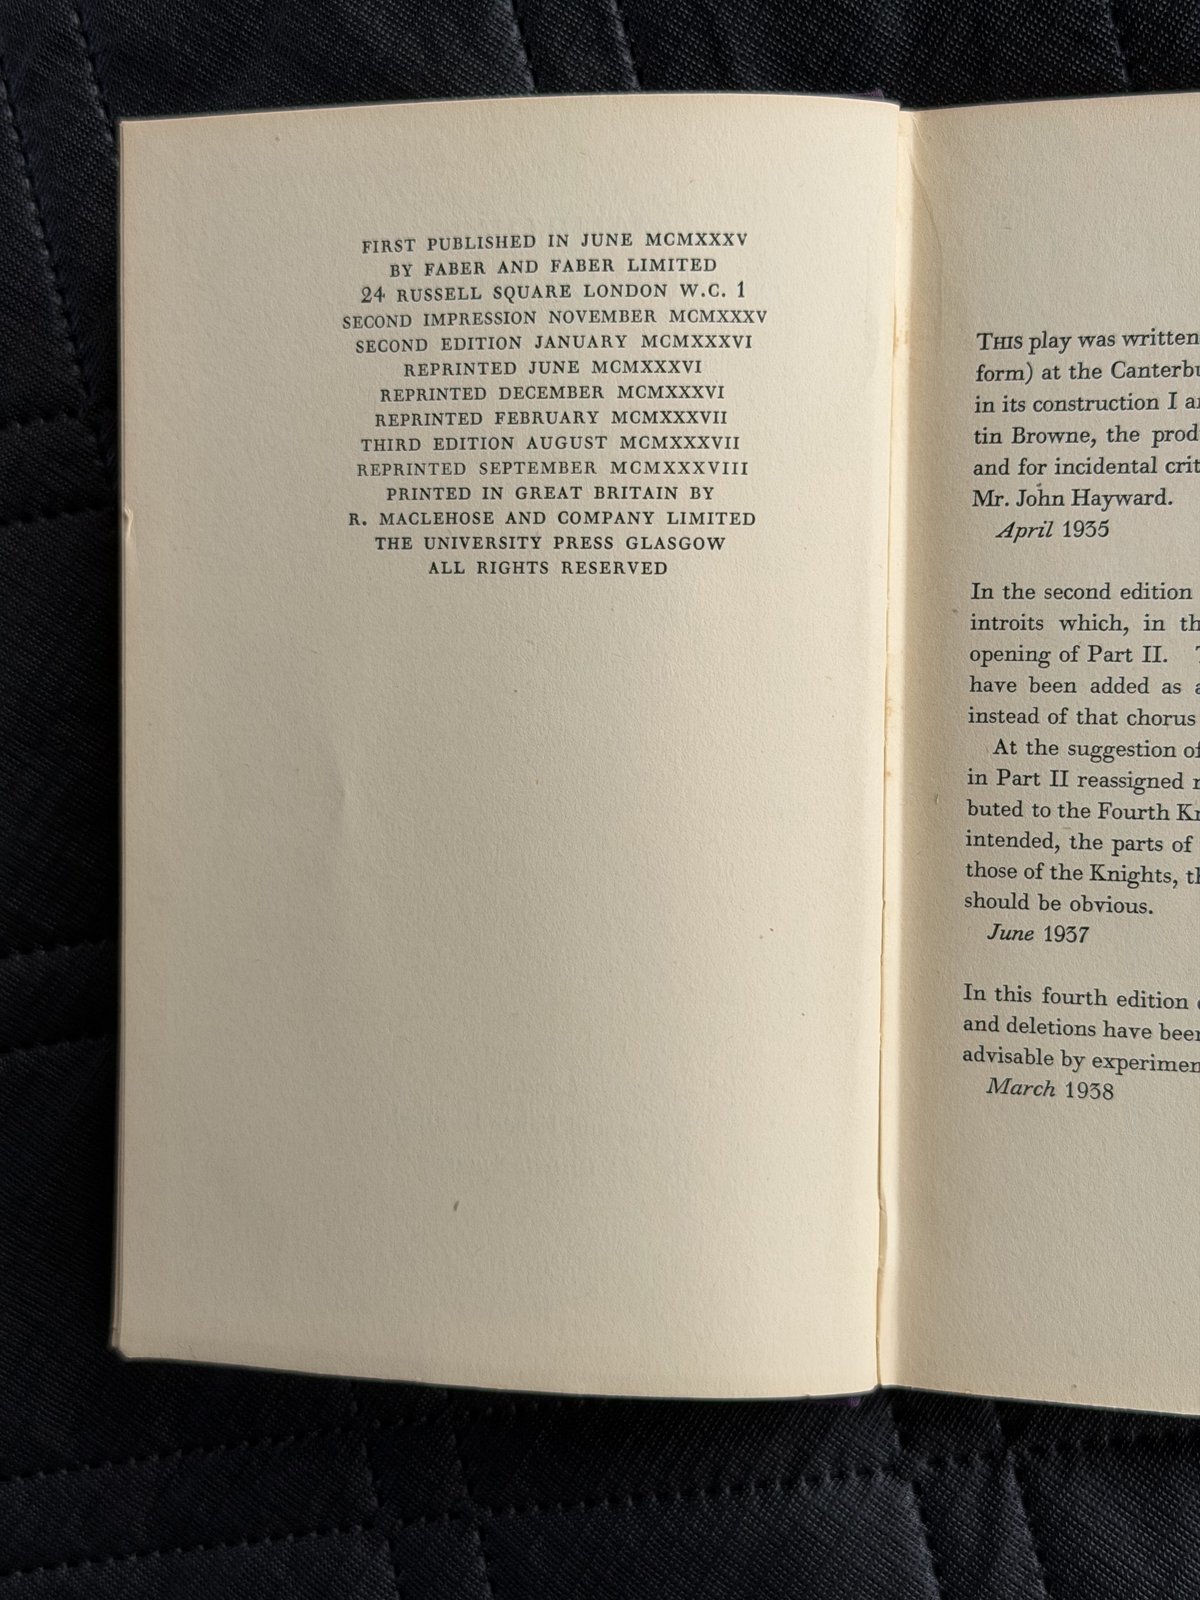 FIRST PUBLISHED IN JUNE MCMXXXV
BY FABER AND FABER LIMITED
24 RUSSELL SQUARE LONDON W.C. 1
SECOND IMPRESSION NOVEMBER MCMXXXV
SECOND EDITION JANUARY MCMXXXVI
REPRINTED JUNE MCMXXXVI
REPRINTED DECEMBER MCMXXXVI
REPRINTED FEBRUARY MCMXXXVII
THIRD EDITION AUGUST MCMXXXVII
REPRINTED SEPTEMBER MCMXXXVIII
PRINTED IN GREAT BRITAIN BY
R. MACLEHOSE AND COMPANY LIMITED
THE UNIVERSITY PRESS GLASGOW
ALL RIGHTS RESERVED
THIS play was written
form) at the
in its construction I
tin Browne, the
and for incidental
Mr. John Hayward.
April 1935
In the second edition
introits which, in
opening of Part II.
have been added as
instead of that chorus
At the suggestion of
in Part II reassigned
buted to the Fourth
intended, the parts of
those of the Knights,
should be obvious.
June 1937
In this fourth edition
and deletions have been
advisable by
March 1938